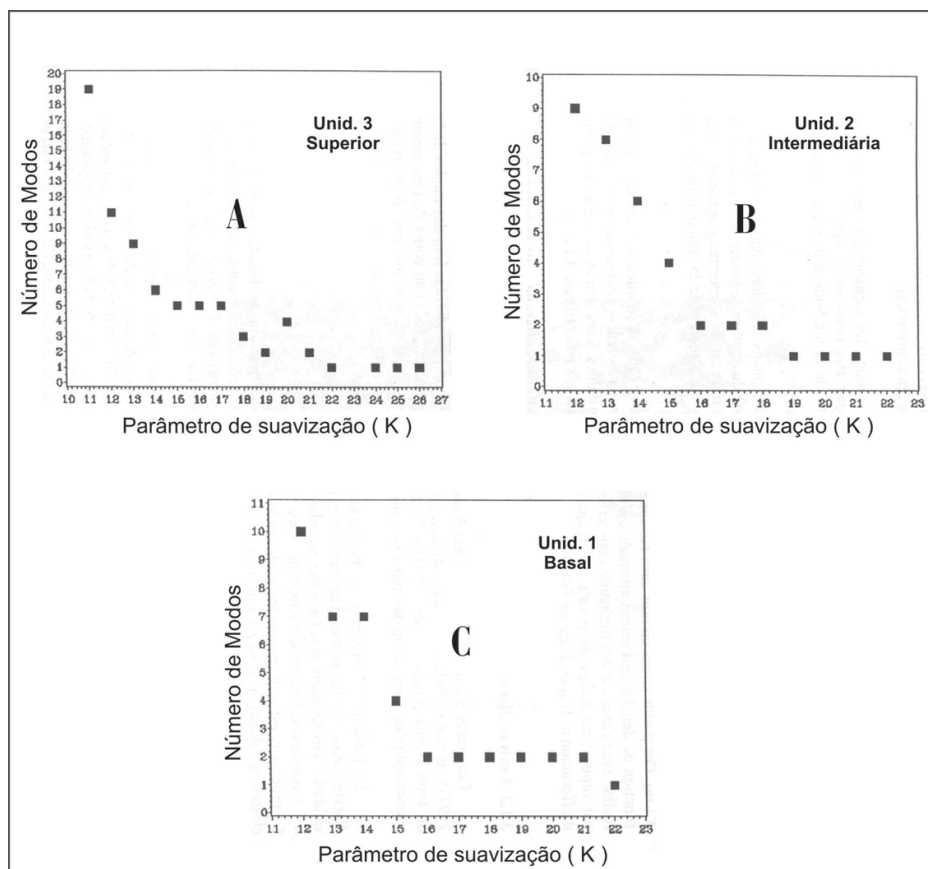 20
19
18
17
16
15
14
13
12
11
10
9
8
7
6
5
4
3
2
1
0
Número de Modos
Unid. 3
Superior
A
10 11 12 13 14 15 16 17 18 19 20 21 22 23 24 25 26 27
Parâmetro de suavização ( K )
10
9
8
7
6
5
4
3
2
1
0
Número de Modos
Unid. 2
Intermediária
B
11 12 13 14 15 16 17 18 19 20 21 22 23
Parâmetro de suavização ( K )
11
10
9
8
7
6
5
4
3
2
1
0
Número de Modos
Unid. 1
Basal
C
11 12 13 14 15 16 17 18 19 20 21 22 23
Parâmetro de suavização ( K )